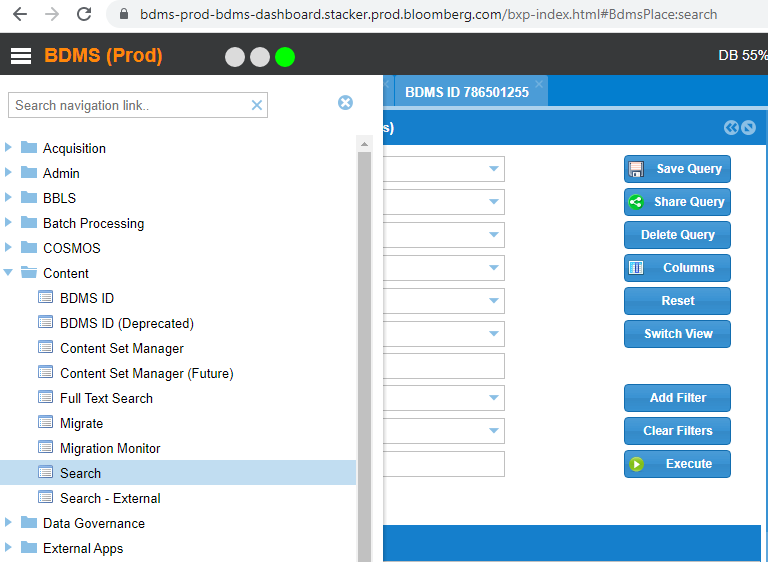 bdms-prod-bdms-dashboard.stacker.prod.bloomberg.com/bxp-index.html#BdmsPlace:search
BDMS (Prod)
DB 55%
BDMS ID 786501255
Search navigation link..
s)
Acquisition
Admin
BBLS
Batch Processing
COSMOS
Content
BDMS ID
BDMS ID (Deprecated)
Content Set Manager
Content Set Manager (Future)
Full Text Search
Migrate
Migration Monitor
Search
Search - External
Data Governance
External Apps
Save Query
Share Query
Delete Query
Columns
Reset
Switch View
Add Filter
Clear Filters
Execute